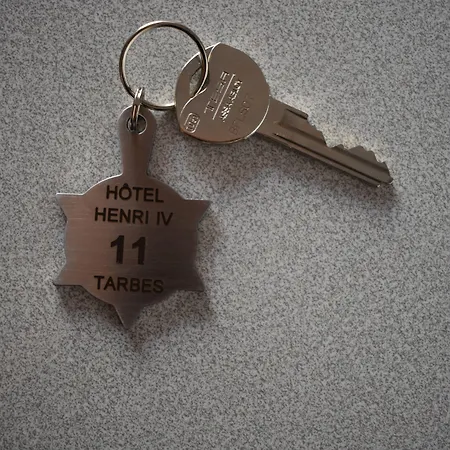 HÔTEL
HENRI IV
11
TARBES